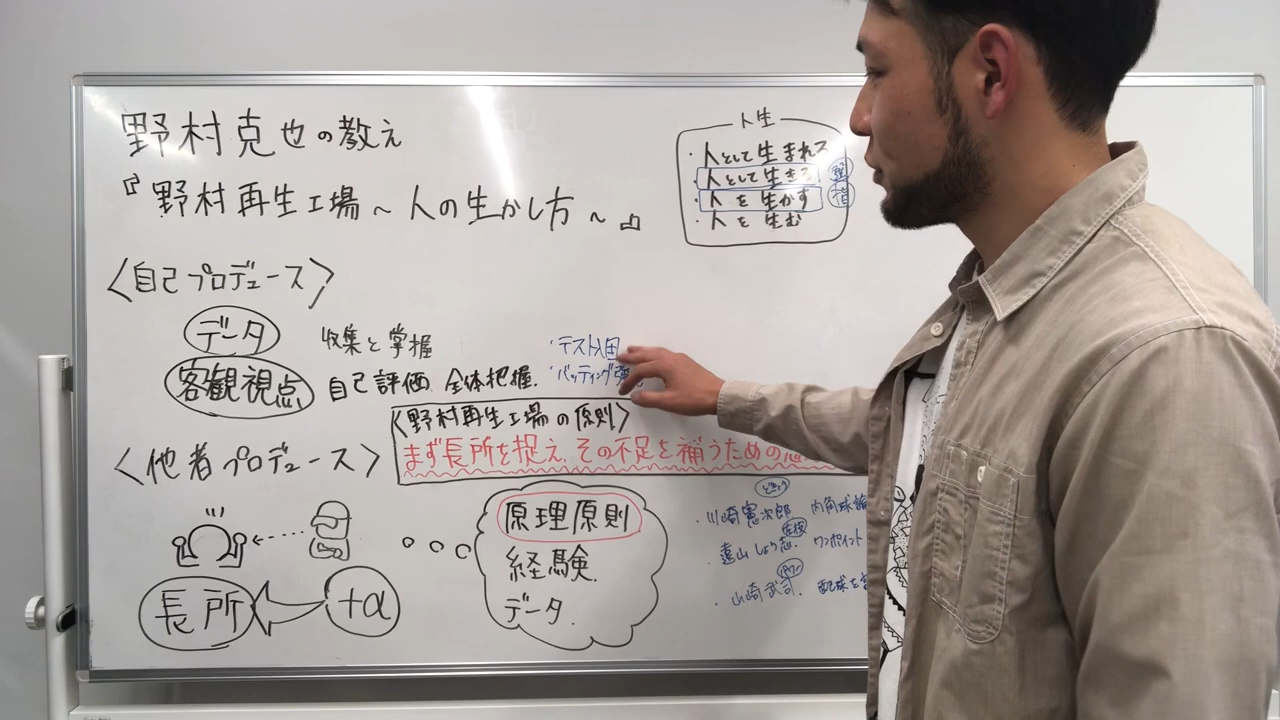 野村克也の教え
『野村再生工場～人の生かし方～』
人生
・人として生まれる
・人として生きる
・人を生かす
・人を生む
〈自己プロデュース〉
データ 収集と掌握
客観視点 自己評価 全体把握.
・テスト入団
・バッティング
〈野村再生工場の原則〉
まず長所を捉え.その不足を補うための
〈他者プロデュース〉
長所
+α
原理原則
経験.
データ.
・川崎憲次郎 内角球
・遠山 ワンポイント
・山崎武司. 配球を